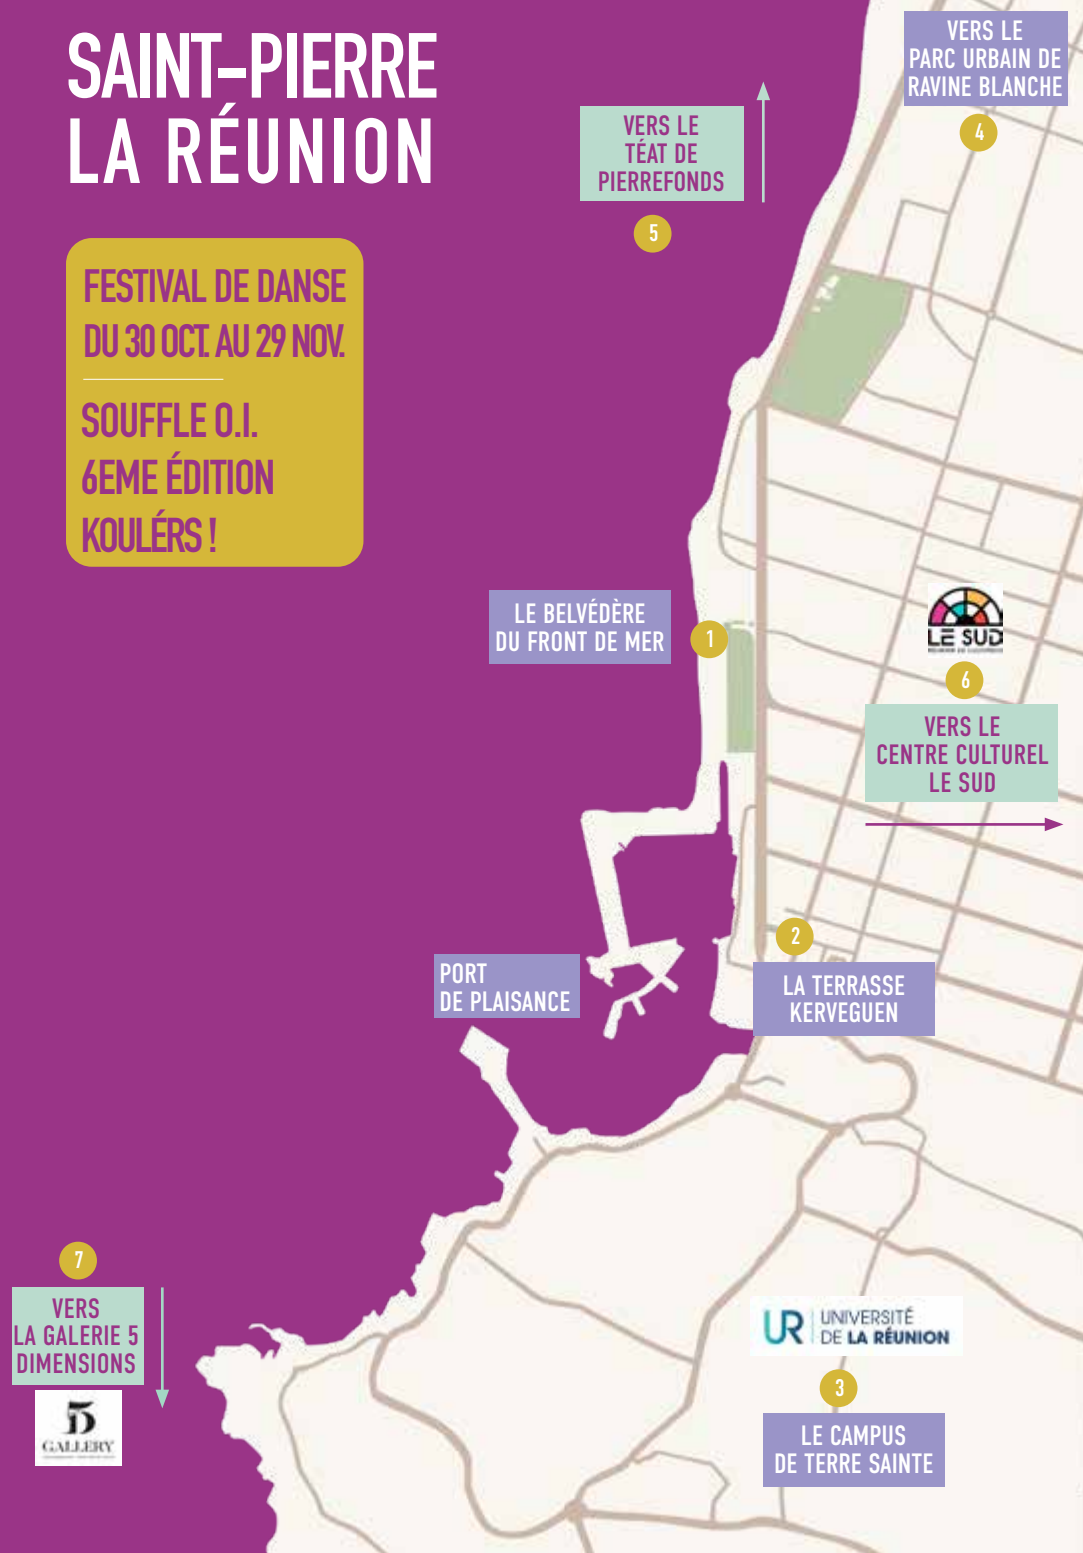 SAINT-PIERRE
LA RÉUNION
FESTIVAL DE DANSE
DU 30 OCT. AU 29 NOV.
SOUFFLE O.I.
6EME ÉDITION
KOULÉRS !
VERS LE
PARC URBAIN DE
RAVINE BLANCHE
4
VERS LE
TÉAT DE
PIERREFONDS
5
LE BELVÉDÈRE
DU FRONT DE MER
1
LE SUD
6
VERS LE
CENTRE CULTUREL
LE SUD
2
LA TERRASSE
KERVEGUEN
PORT
DE PLAISANCE
7
VERS
LA GALERIE 5
DIMENSIONS
5D
GALLERY
UR UNIVERSITÉ
DE LA RÉUNION
3
LE CAMPUS
DE TERRE SAINTE